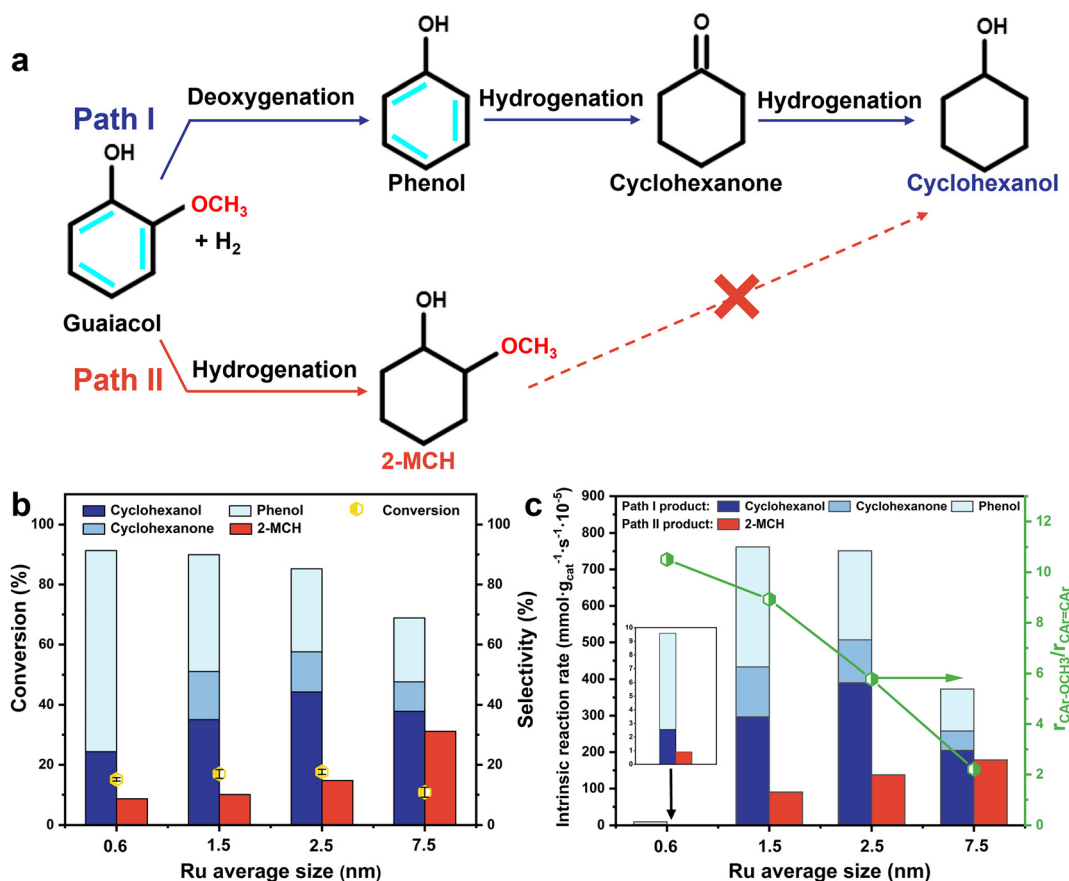 a
Path I
Deoxygenation
Hydrogenation
Hydrogenation
OH
OH
O
OH
OCH3
+ H2
Guaiacol
Phenol
Cyclohexanone
Cyclohexanol
Path II
Hydrogenation
OH
OCH3
2-MCH
b
Cyclohexanol
Phenol
Conversion
Cyclohexanone
2-MCH
Conversion (%)
100
80
60
40
20
0
Selectivity (%)
100
80
60
40
20
0
0.6
1.5
2.5
7.5
Ru average size (nm)
c
Path I product:
Cyclohexanol
Cyclohexanone
Phenol
Path II product:
2-MCH
Intrinsic reaction rate (mmol·gcat-1·s-1·10-5)
900
800
700
600
500
400
300
200
100
0
10
9
8
7
6
5
4
3
2
1
0
12
10
8
6
4
2
0
rCAr-OCH3/rCAr=CAr
0.6
1.5
2.5
7.5
Ru average size (nm)